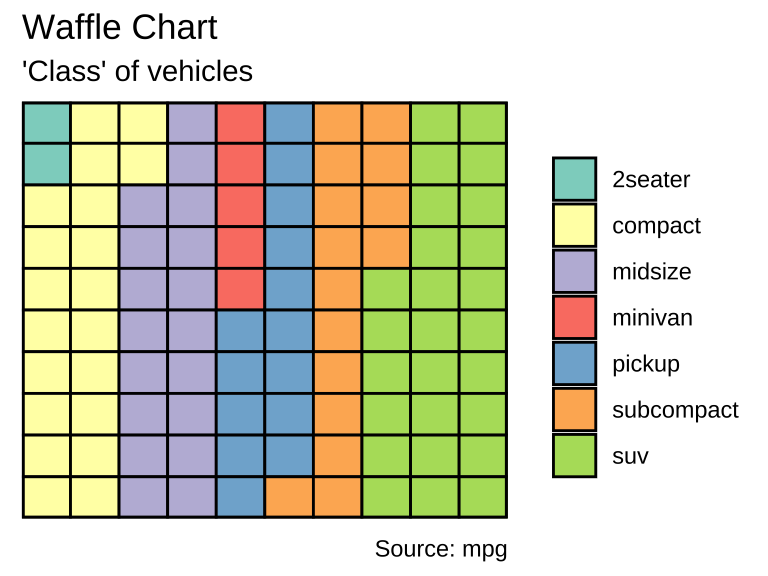 Waffle Chart
'Class' of vehicles
2seater
compact
midsize
minivan
pickup
subcompact
suv
Source: mpg